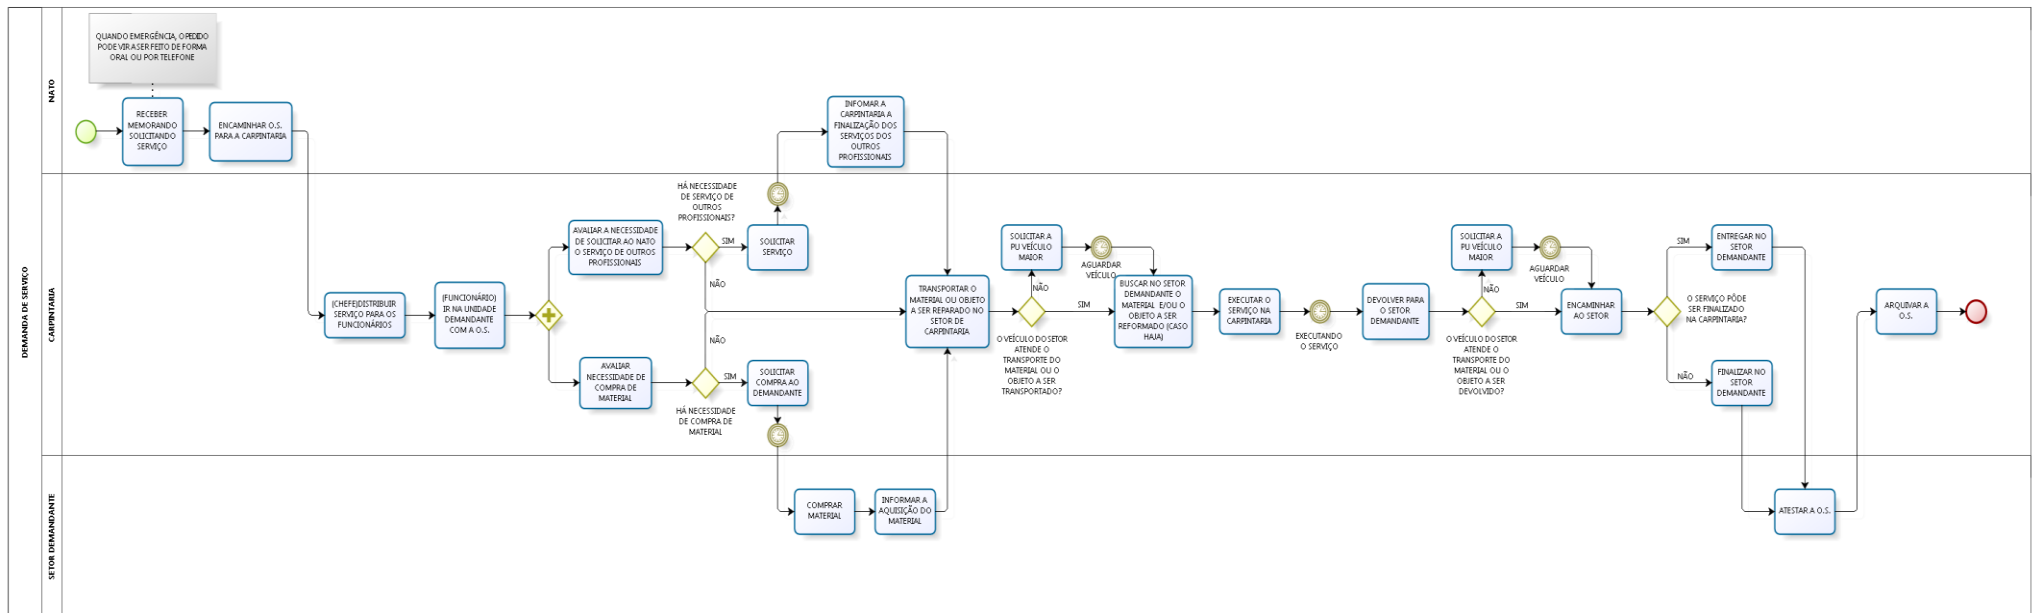 DEMANDA DE SERVIÇO
NATO
QUANDO EMERGÊNCIA, O PEDIDO
PODE VIR A SER FEITO DE FORMA
ORAL OU POR TELEFONE
RECEBER
MEMORANDO
SOLICITANDO
SERVIÇO
ENCAMINHAR O.S.
PARA A CARPINTARIA
INFOMAR A
CARPINTARIA A
FINALIZAÇÃO DOS
SERVIÇOS DOS
OUTROS
PROFISSIONAIS
CARPINTARIA
(CHEFE)DISTRIBUIR
SERVIÇO PARA OS
FUNCIONÁRIOS
(FUNCIONÁRIO)
IR NA UNIDADE
DEMANDANTE
COM A O.S.
AVALIAR A NECESSIDADE
DE SOLICITAR AO NATO
O SERVIÇO DE OUTROS
PROFISSIONAIS
HÁ NECESSIDADE
DE SERVIÇO DE
OUTROS
PROFISSIONAIS?
SIM
NÃO
SOLICITAR
SERVIÇO
AVALIAR
NECESSIDADE DE
COMPRA DE
MATERIAL
NÃO
SIM
HÁ NECESSIDADE
DE COMPRA DE
MATERIAL
SOLICITAR
COMPRA AO
DEMANDANTE
TRANSPORTAR O
MATERIAL OU OBJETO
A SER REPARADO NO
SETOR DE
CARPINTARIA
SOLICITAR A
PU VEÍCULO
MAIOR
AGUARDAR
VEÍCULO
NÃO
SIM
O VEÍCULO DO SETOR
ATENDE O
TRANSPORTE DO
MATERIAL OU O
OBJETO A SER
TRANSPORTADO?
BUSCAR NO SETOR
DEMANDANTE O
MATERIAL E/OU O
OBJETO A SER
REFORMADO (CASO
HAJA)
EXECUTAR O
SERVIÇO NA
CARPINTARIA
EXECUTANDO
O SERVIÇO
DEVOLVER PARA
O SETOR
DEMANDANTE
SOLICITAR A
PU VEÍCULO
MAIOR
AGUARDAR
VEÍCULO
NÃO
SIM
O VEÍCULO DO SETOR
ATENDE O
TRANSPORTE DO
MATERIAL OU O
OBJETO A SER
DEVOLVIDO?
ENCAMINHAR
AO SETOR
SIM
O SERVIÇO PÔDE
SER FINALIZADO
NA CARPINTARIA?
NÃO
ENTREGAR NO
SETOR
DEMANDANTE
FINALIZAR NO
SETOR
DEMANDANTE
ARQUIVAR A
O.S.
SETOR DEMANDANTE
COMPRAR
MATERIAL
INFORMAR A
AQUISIÇÃO DO
MATERIAL
ATESTAR A O.S.